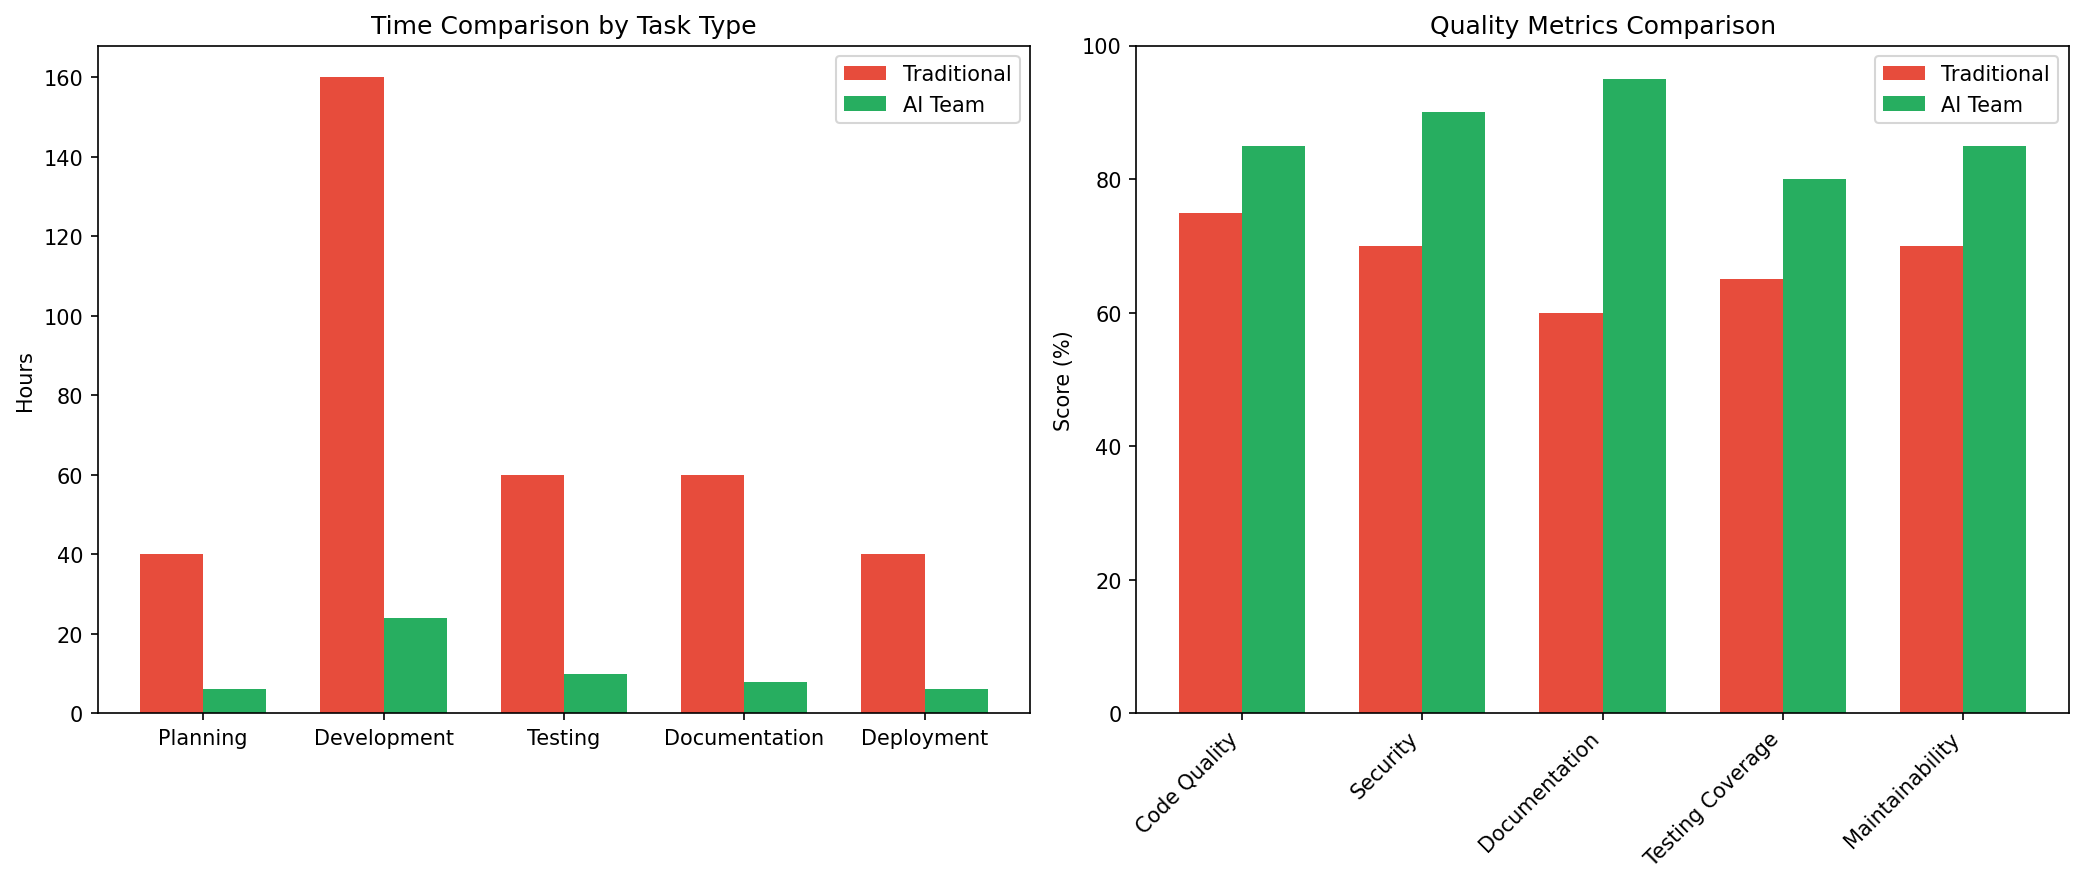 Time Comparison by Task Type
Traditional
AI Team
Hours
160
140
120
100
80
60
40
20
0
Planning
Development
Testing
Documentation
Deployment
Quality Metrics Comparison
Traditional
AI Team
Score (%)
100
80
60
40
20
0
Code Quality
Security
Documentation
Testing Coverage
Maintainability